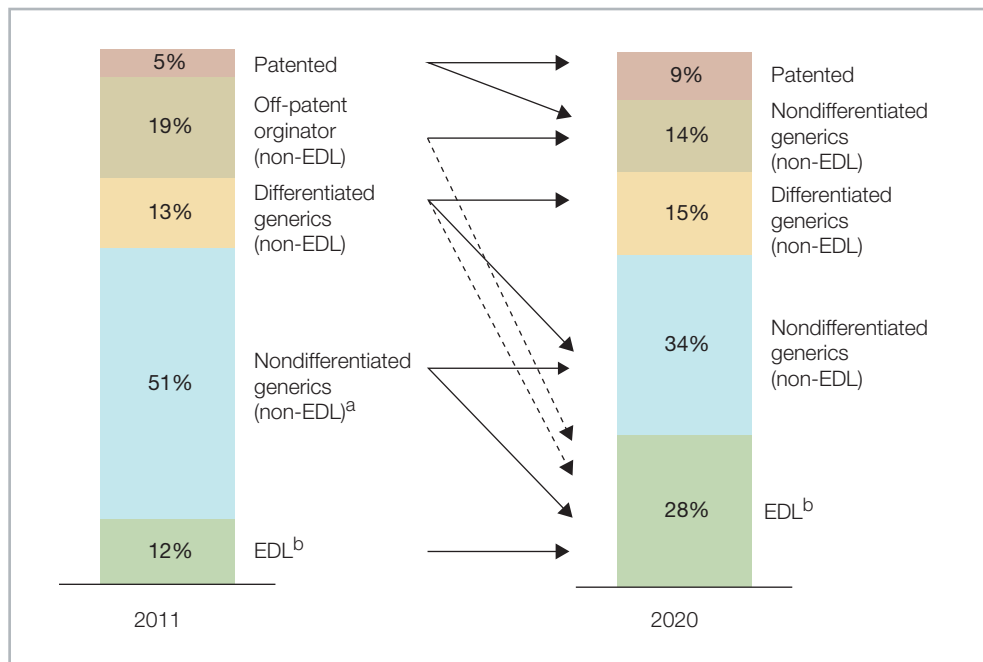 5%
Patented
19%
Off-patent
orginator
(non-EDL)
13%
Differentiated
generics
(non-EDL)
51%
Nondifferentiated
generics
(non-EDL)a
12%
EDLb
2011
9%
Patented
14%
Nondifferentiated
generics
(non-EDL)
15%
Differentiated
generics
(non-EDL)
34%
Nondifferentiated
generics
(non-EDL)
28%
EDLb
2020